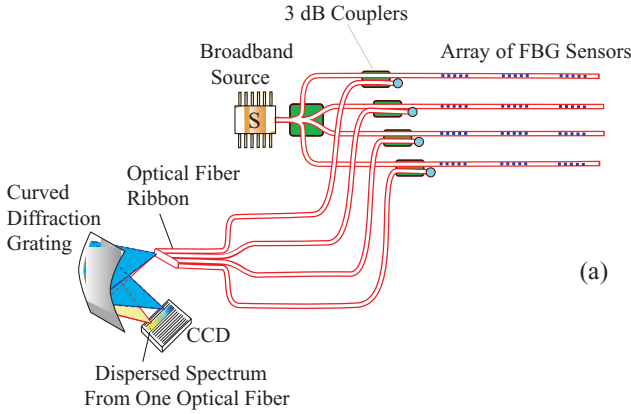 3 dB Couplers
Broadband
Source
Array of FBG Sensors
S
Optical Fiber
Ribbon
Curved
Diffraction
Grating
(a)
CCD
Dispersed Spectrum
From One Optical Fiber